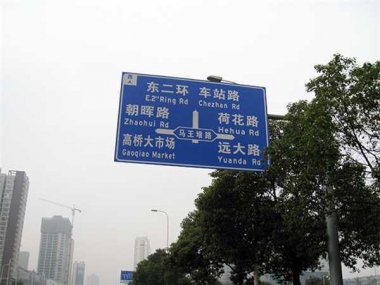 东二环 车站路
E.2nd Ring Rd Chezhan Rd
朝晖路 荷花路
Zhaohui Rd Hehua Rd
马王堆路
高桥大市场 远大路
Gaoqiao Market Yuanda Rd